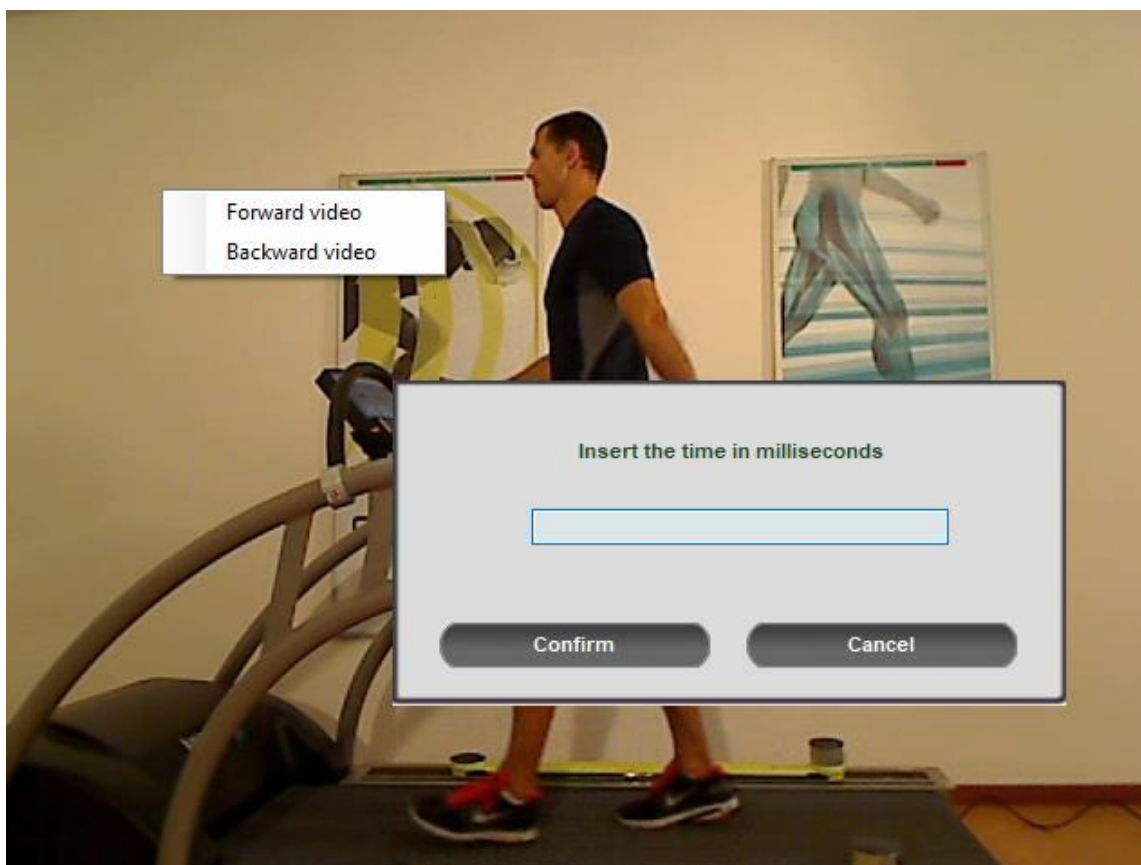 Forward video
Backward video
Insert the time in milliseconds
Confirm
Cancel